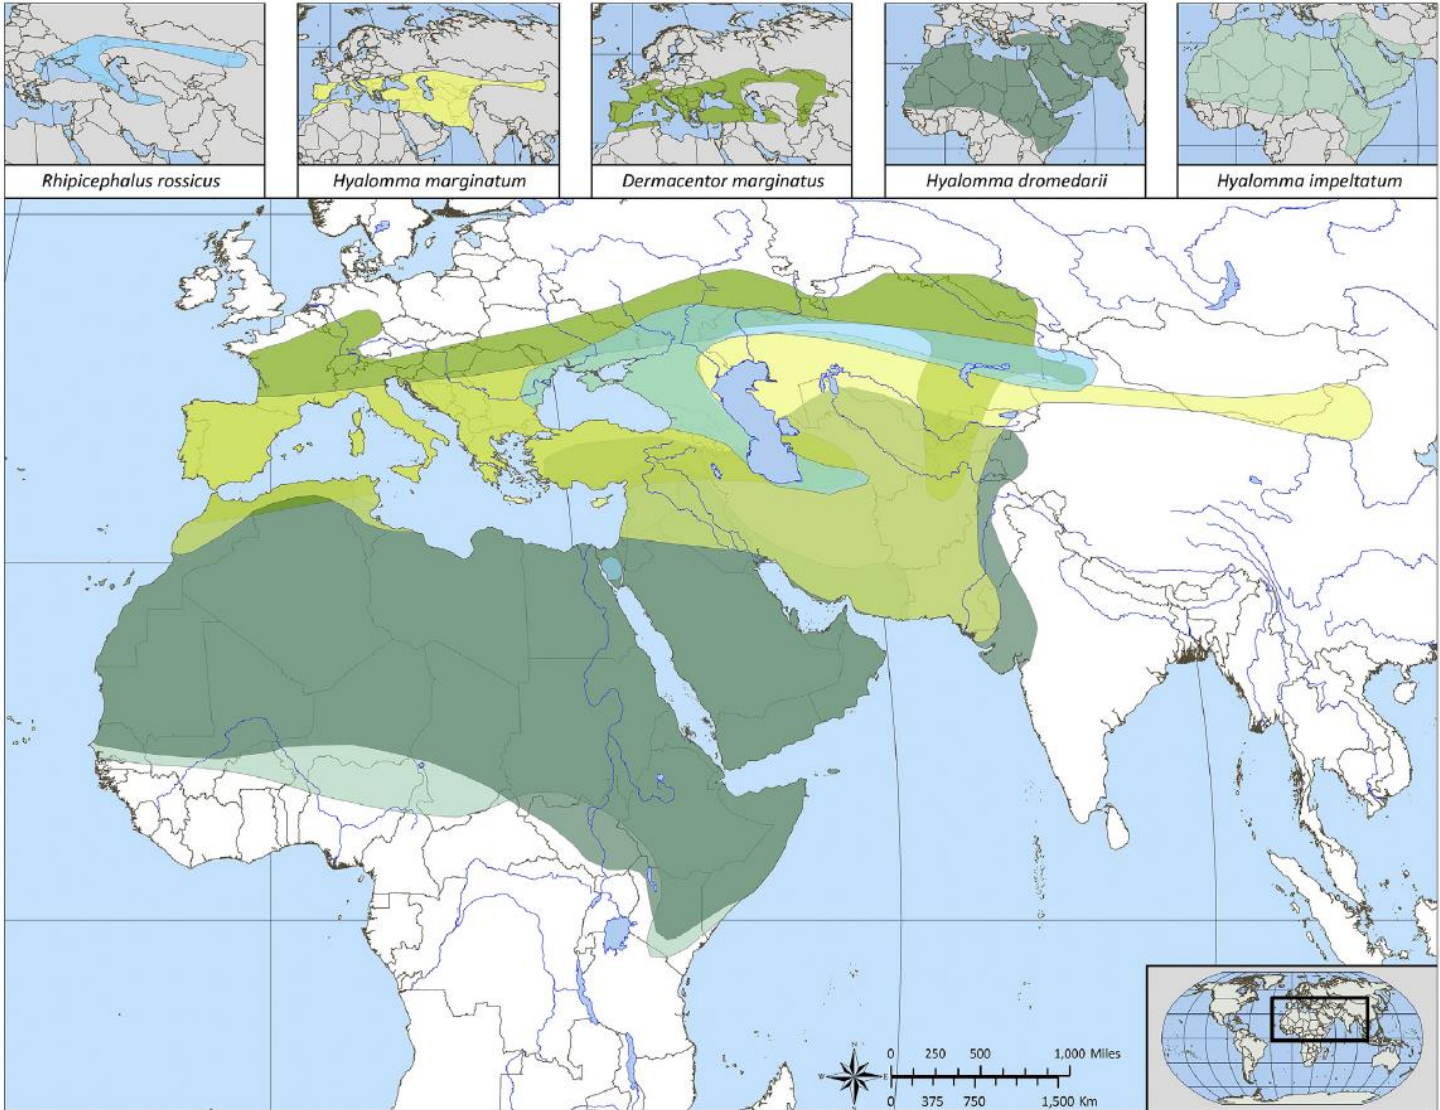 Rhipicephalus rossicus
Hyalomma marginatum
Dermacentor marginatus
Hyalomma dromedarii
Hyalomma impeltatum
N
W E
0 250 500 1,000 Miles
0 375 750 1,500 Km